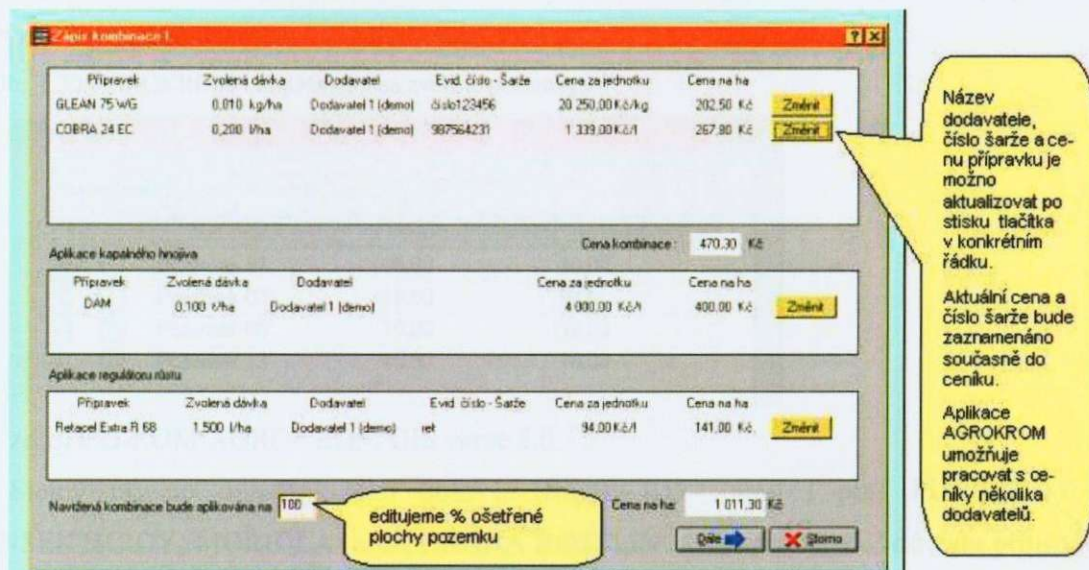 Zápis kombinace I.
Přípravek Zvolená dávka Dodavatel Evid. číslo - Šarže Cena za jednotku Cena na ha
GLEAN 75 WG 0,010 kg/ha Dodavatel 1 (demo) číslo123456 20 250,00 Kč/kg 202,50 Kč Změnit
COBRA 24 EC 0,200 l/ha Dodavatel 1 (demo) 987564231 1 339,00 Kč/l 267,80 Kč Změnit
Cena kombinace : 470,30 Kč
Aplikace kapalného hnojiva
Přípravek Zvolená dávka Dodavatel Cena za jednotku Cena na ha
DAM 0,100 t/ha Dodavatel 1 (demo) 4 000,00 Kč/t 400,00 Kč Změnit
Aplikace regulátoru růstu
Přípravek Zvolená dávka Dodavatel Evid. číslo - Šarže Cena za jednotku Cena na ha
Retacel Extra R 68 1,500 l/ha Dodavatel 1 (demo) ret 94,00 Kč/l 141,00 Kč Změnit
Navržená kombinace bude aplikována na 100
Cena na ha: 1 011,30 Kč
editujeme % ošetřené
plochy pozemku
Dále Storno
Název
dodavatele,
číslo šarže a ce-
nu přípravku je
možno
aktualizovat po
stisku tlačítka
v konkrétním
řádku.
Aktuální cena a
číslo šarže bude
zaznamenáno
současně do
ceníku.
Aplikace
AGROKROM
umožňuje
pracovat s ce-
níky několika
dodavatelů.